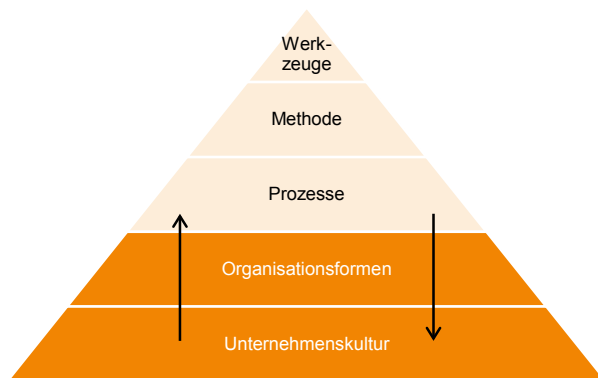 Werk-
zeuge
Methode
Prozesse
Organisationsformen
Unternehmenskultur